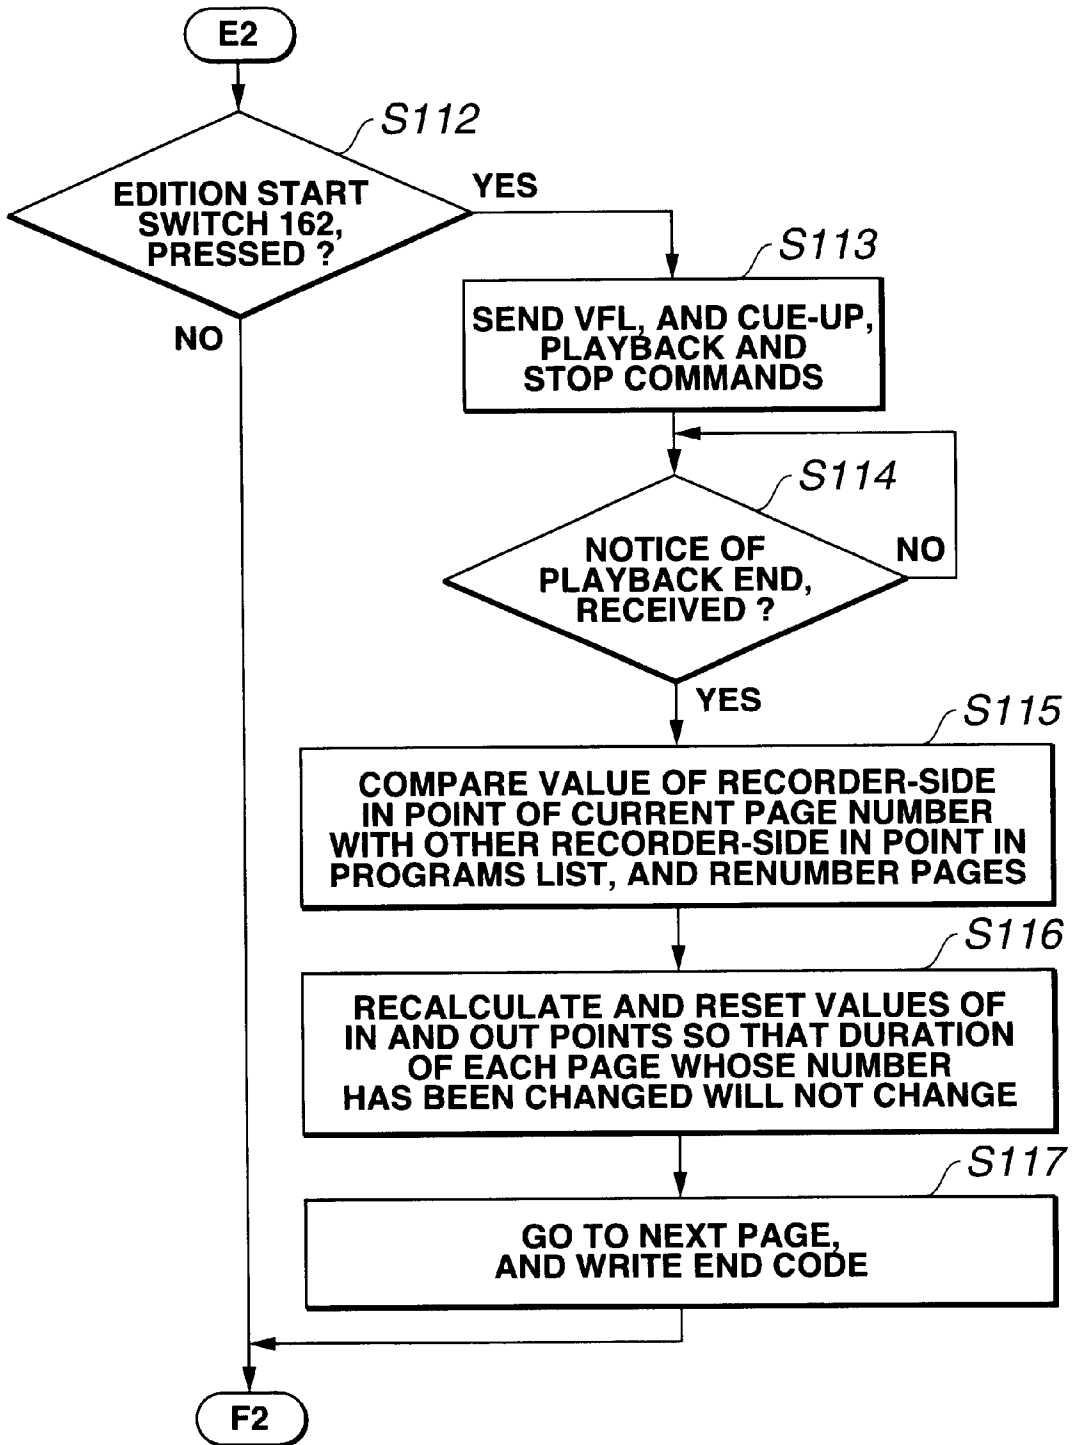 E2
S112
EDITION START
SWITCH 162,
PRESSED ?
YES
NO
S113
SEND VFL, AND CUE-UP,
PLAYBACK AND
STOP COMMANDS
S114
NOTICE OF
PLAYBACK END,
RECEIVED ?
NO
YES
S115
COMPARE VALUE OF RECORDER-SIDE
IN POINT OF CURRENT PAGE NUMBER
WITH OTHER RECORDER-SIDE IN POINT IN
PROGRAMS LIST, AND RENUMBER PAGES
S116
RECALCULATE AND RESET VALUES OF
IN AND OUT POINTS SO THAT DURATION
OF EACH PAGE WHOSE NUMBER
HAS BEEN CHANGED WILL NOT CHANGE
S117
GO TO NEXT PAGE,
AND WRITE END CODE
F2